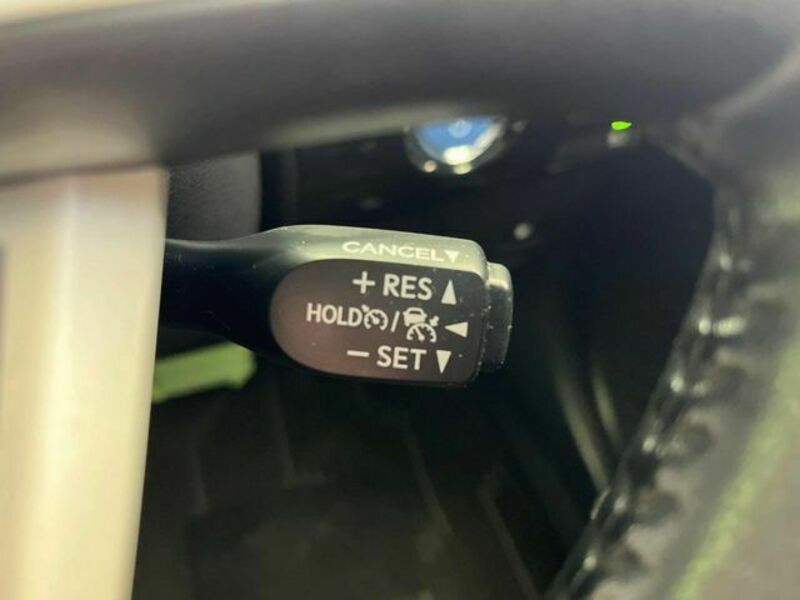 CANCEL▼
+ RES ▲
HOLD / ◄
− SET ▼